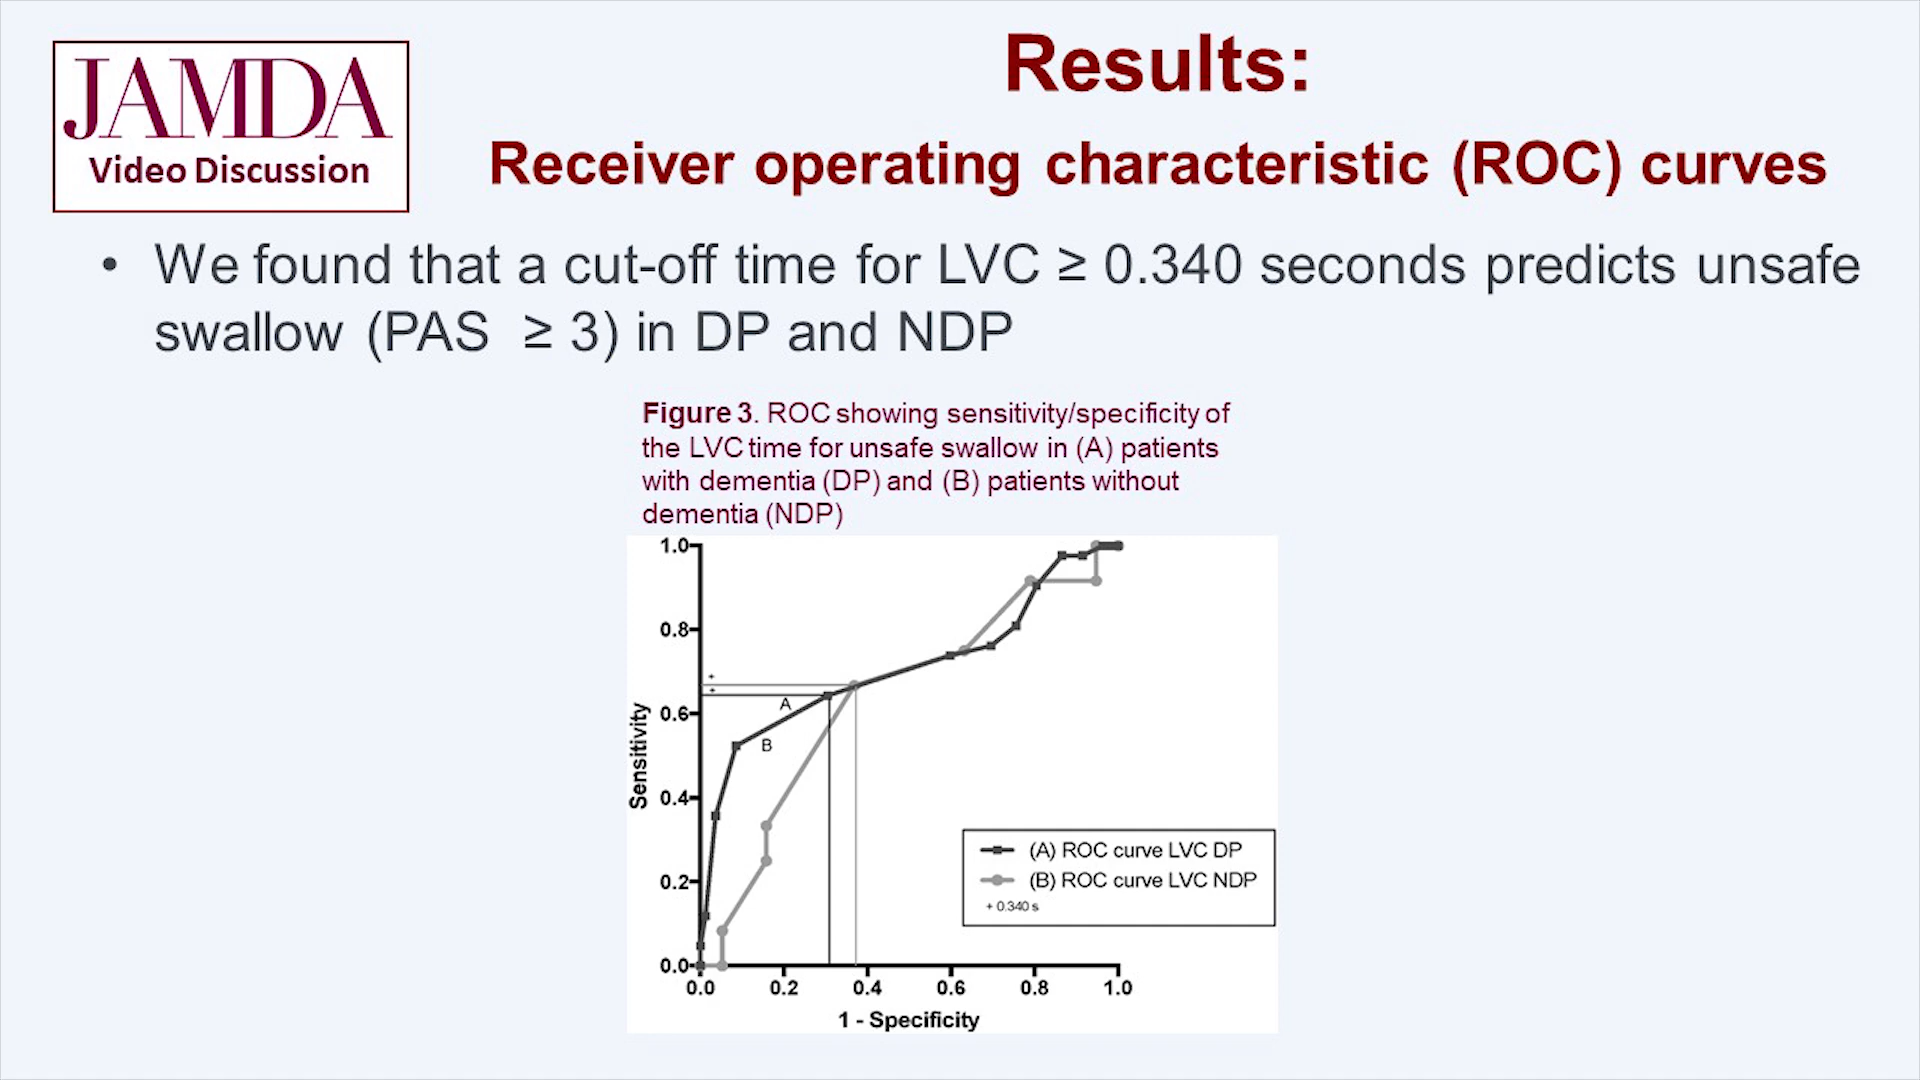 JAMDA
Video Discussion
Results:
Receiver operating characteristic (ROC) curves
• We found that a cut-off time for LVC ≥ 0.340 seconds predicts unsafe
swallow (PAS ≥ 3) in DP and NDP
Figure 3. ROC showing sensitivity/specificity of
the LVC time for unsafe swallow in (A) patients
with dementia (DP) and (B) patients without
dementia (NDP)
1.0
0.8
+
+
A
0.6
B
Sensitivity
0.4
(A) ROC curve LVC DP
(B) ROC curve LVC NDP
+ 0.340 s
0.2
0.0
0.0 0.2 0.4 0.6 0.8 1.0
1 - Specificity